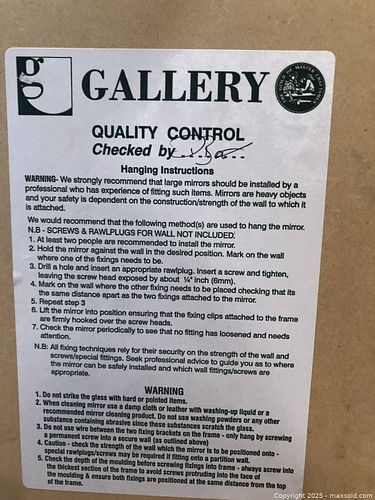 g
GALLERY
QUALITY CONTROL
Checked by
Hanging Instructions
WARNING- We strongly recommend that large mirrors should be installed by a
professional who has experience of fitting such items. Mirrors are heavy objects
and your safety is dependent on the construction/strength of the wall to which it
is attached.
We would recommend that the following method(s) are used to hang the mirror.
N.B - SCREWS & RAWLPLUGS FOR WALL NOT INCLUDED.
1. At least two people are recommended to install the mirror.
2. Hold the mirror against the wall in the desired position. Mark on the wall
where one of the fixings needs to be.
3. Drill a hole and insert an appropriate rawlplug. Insert a screw and tighten,
leaving the screw head exposed by about ¼" inch (6mm).
4. Mark on the wall where the other fixing needs to be placed checking that its
the same distance apart as the two fixings attached to the mirror.
5. Repeat step 3
6. Lift the mirror into position ensuring that the fixing clips attached to the frame
are firmly hooked over the screw heads.
7. Check the mirror periodically to see that no fitting has loosened and needs
attention.
N.B: All fixing techniques rely for their security on the strength of the wall and
screws/special fittings. Seek professional advice to guide you as to where
the mirror can be safely installed and which wall fittings/screws are
appropriate.
WARNING
1. Do not strike the glass with hard or pointed items.
2. When cleaning mirror use a damp cloth or leather with washing-up liquid or a
recommended mirror cleaning product. Do not use washing powders or any other
substance containing abrasive since these substances scratch the glass.
3. Do not use wire between the two fixing brackets on the frame - only hang by screwing
a permanent screw into a secure wall (as outlined above)
4. Caution - check the strength of the wall which the mirror is to be positioned onto -
special rawlplugs/screws may be required if fitting onto a partition wall.
5. Check the depth of the moulding before screwing fixings into frame - always screw into
the thickest section of the frame to avoid screws protruding into the face of
the moulding & ensure both fixings are positioned at the same distance from the top
of the frame.
Copyright 2025 - maxsold.com